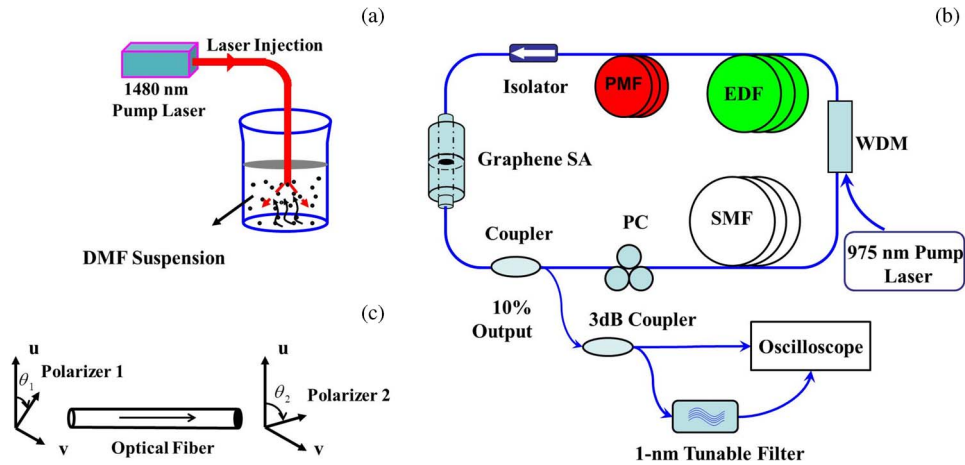 (a)
Laser Injection
1480 nm
Pump Laser
DMF Suspension
(b)
Isolator
PMF
EDF
WDM
Graphene SA
SMF
PC
Coupler
975 nm Pump
Laser
10%
Output
3dB Coupler
Oscilloscope
1-nm Tunable Filter
(c)
u
θ1
Polarizer 1
v
Optical Fiber
u
θ2
Polarizer 2
v